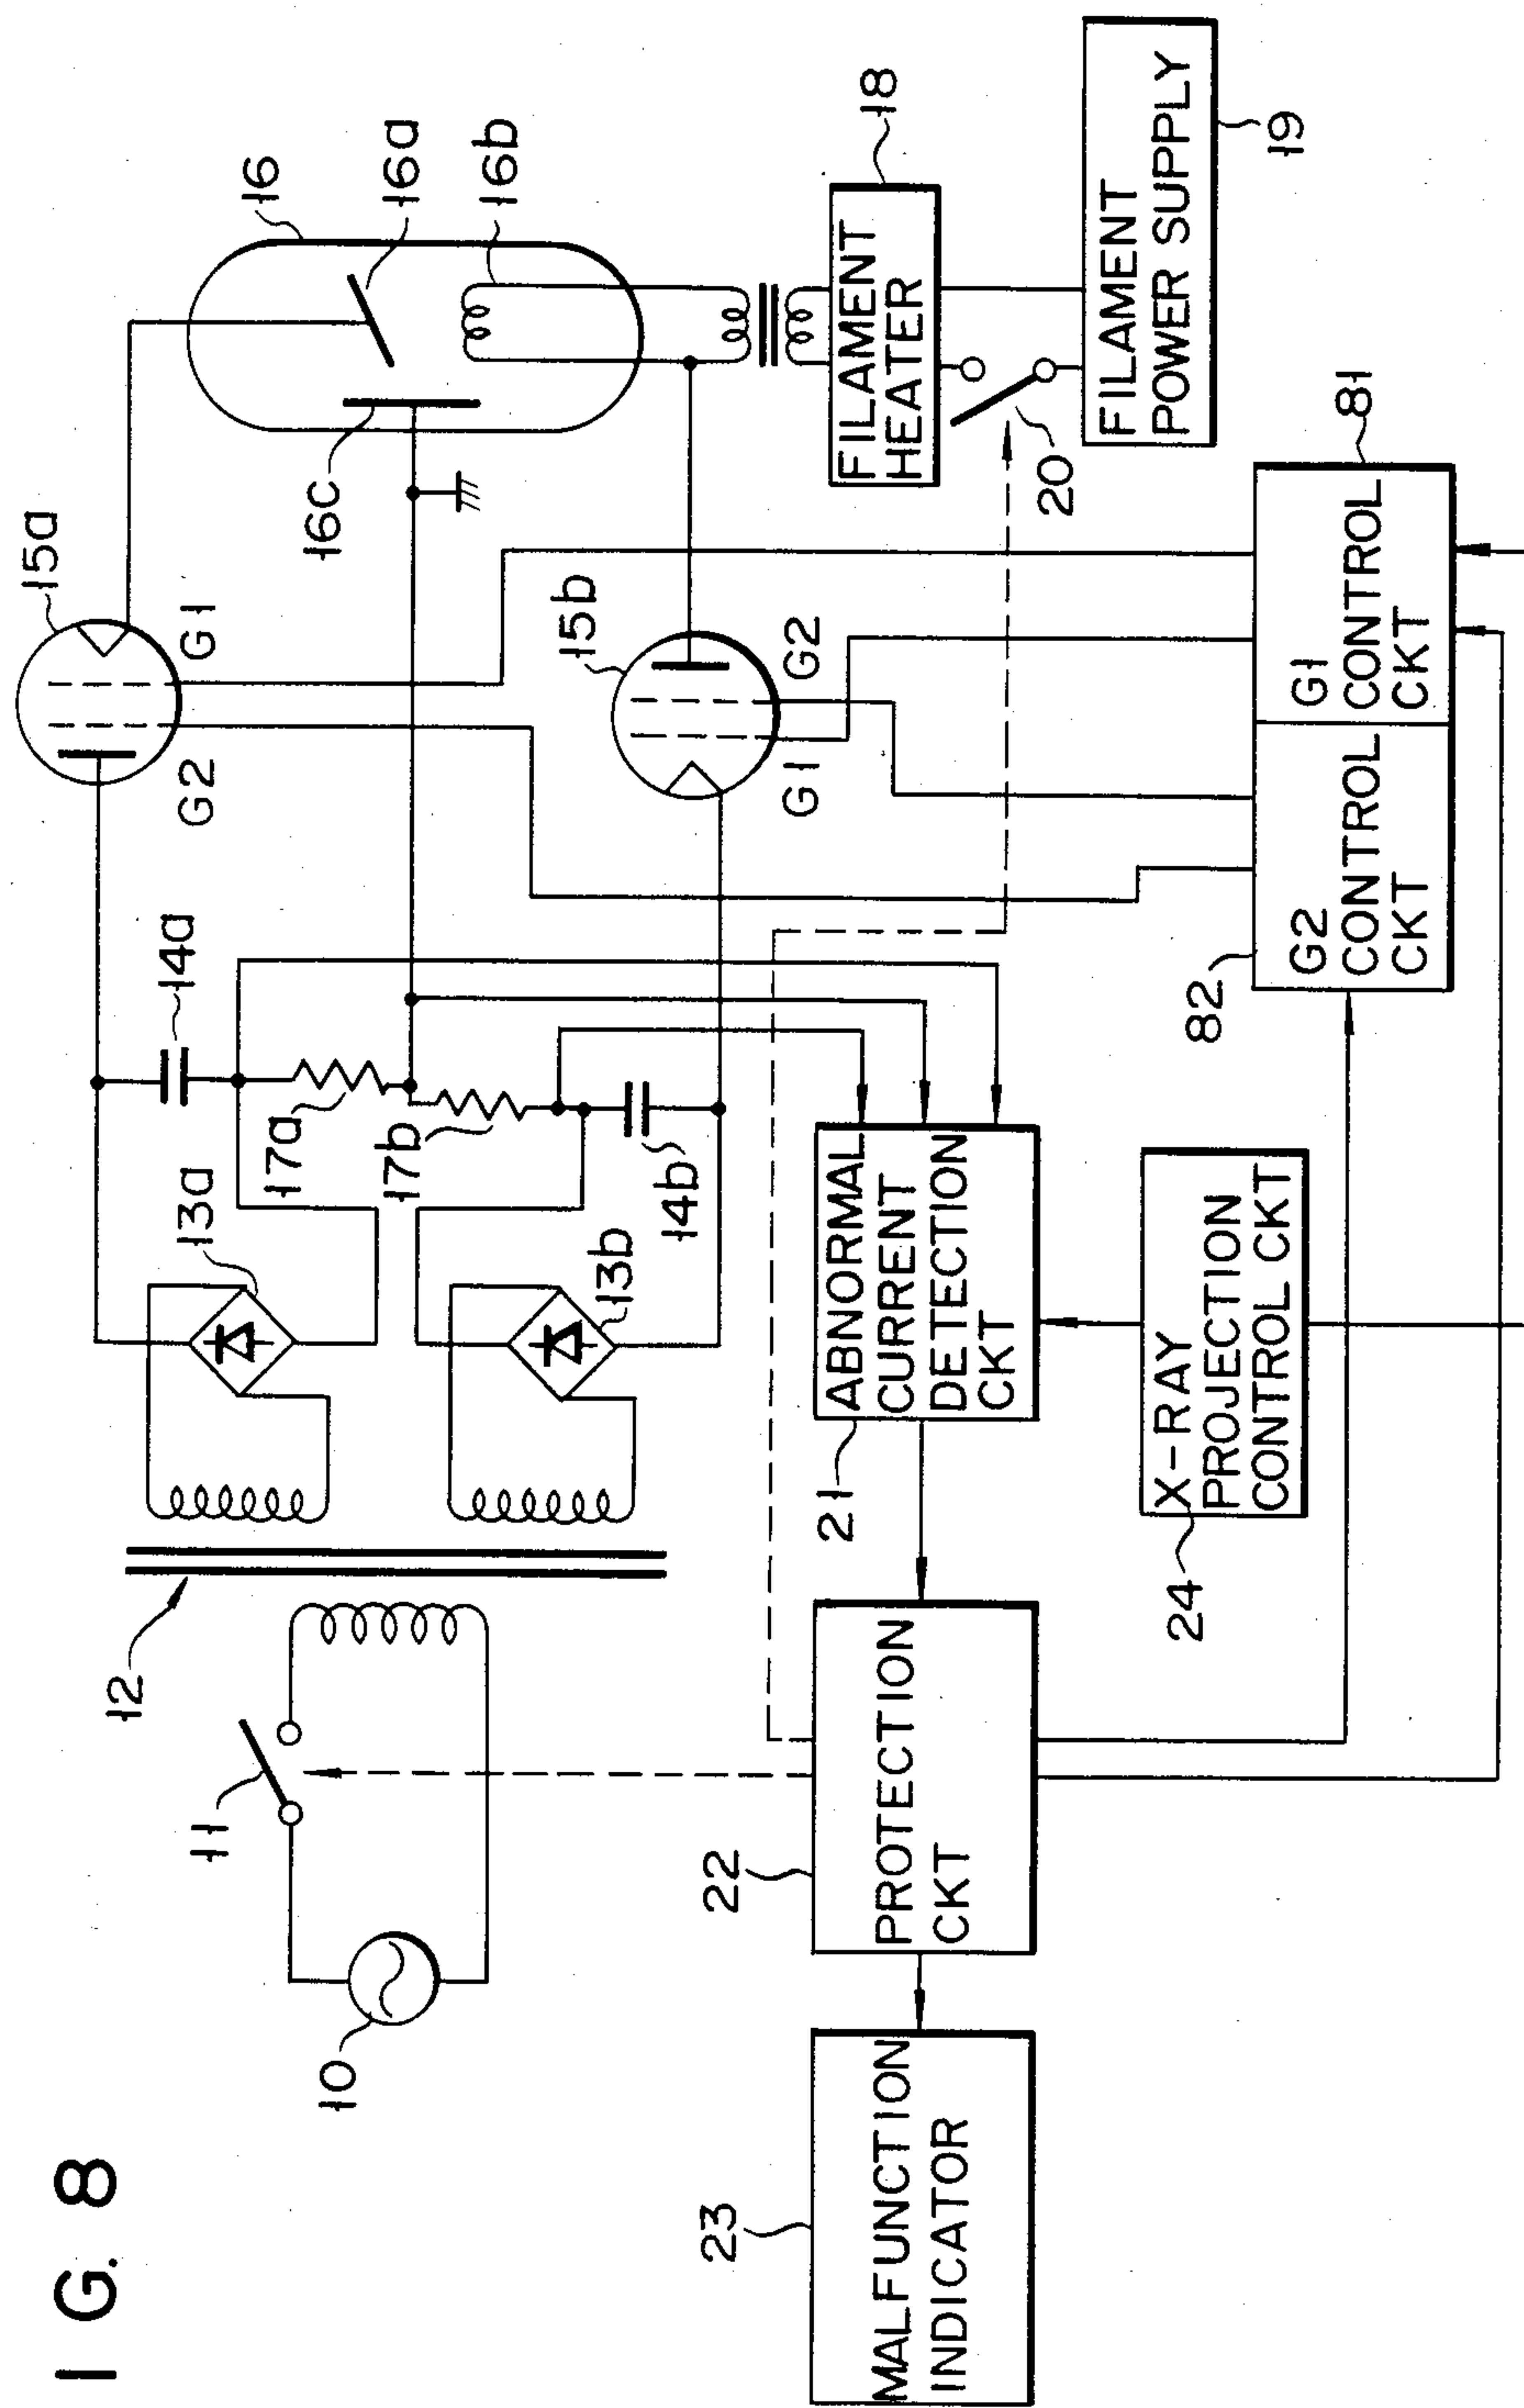 I G. 8
10
11
12
13a
13b
14a
14b
17a
17b
15a
G2
G1
15b
G1
G2
16
16a
16b
16C
FILAMENT
HEATER
18
20
FILAMENT
POWER SUPPLY
19
23
MALFUNCTION
INDICATOR
22
PROTECTION
CKT
21
ABNORMAL
CURRENT
DETECTION
CKT
24
X-RAY
PROJECTION
CONTROL CKT
82
G2
CONTROL
CKT
G1
CONTROL
CKT
81